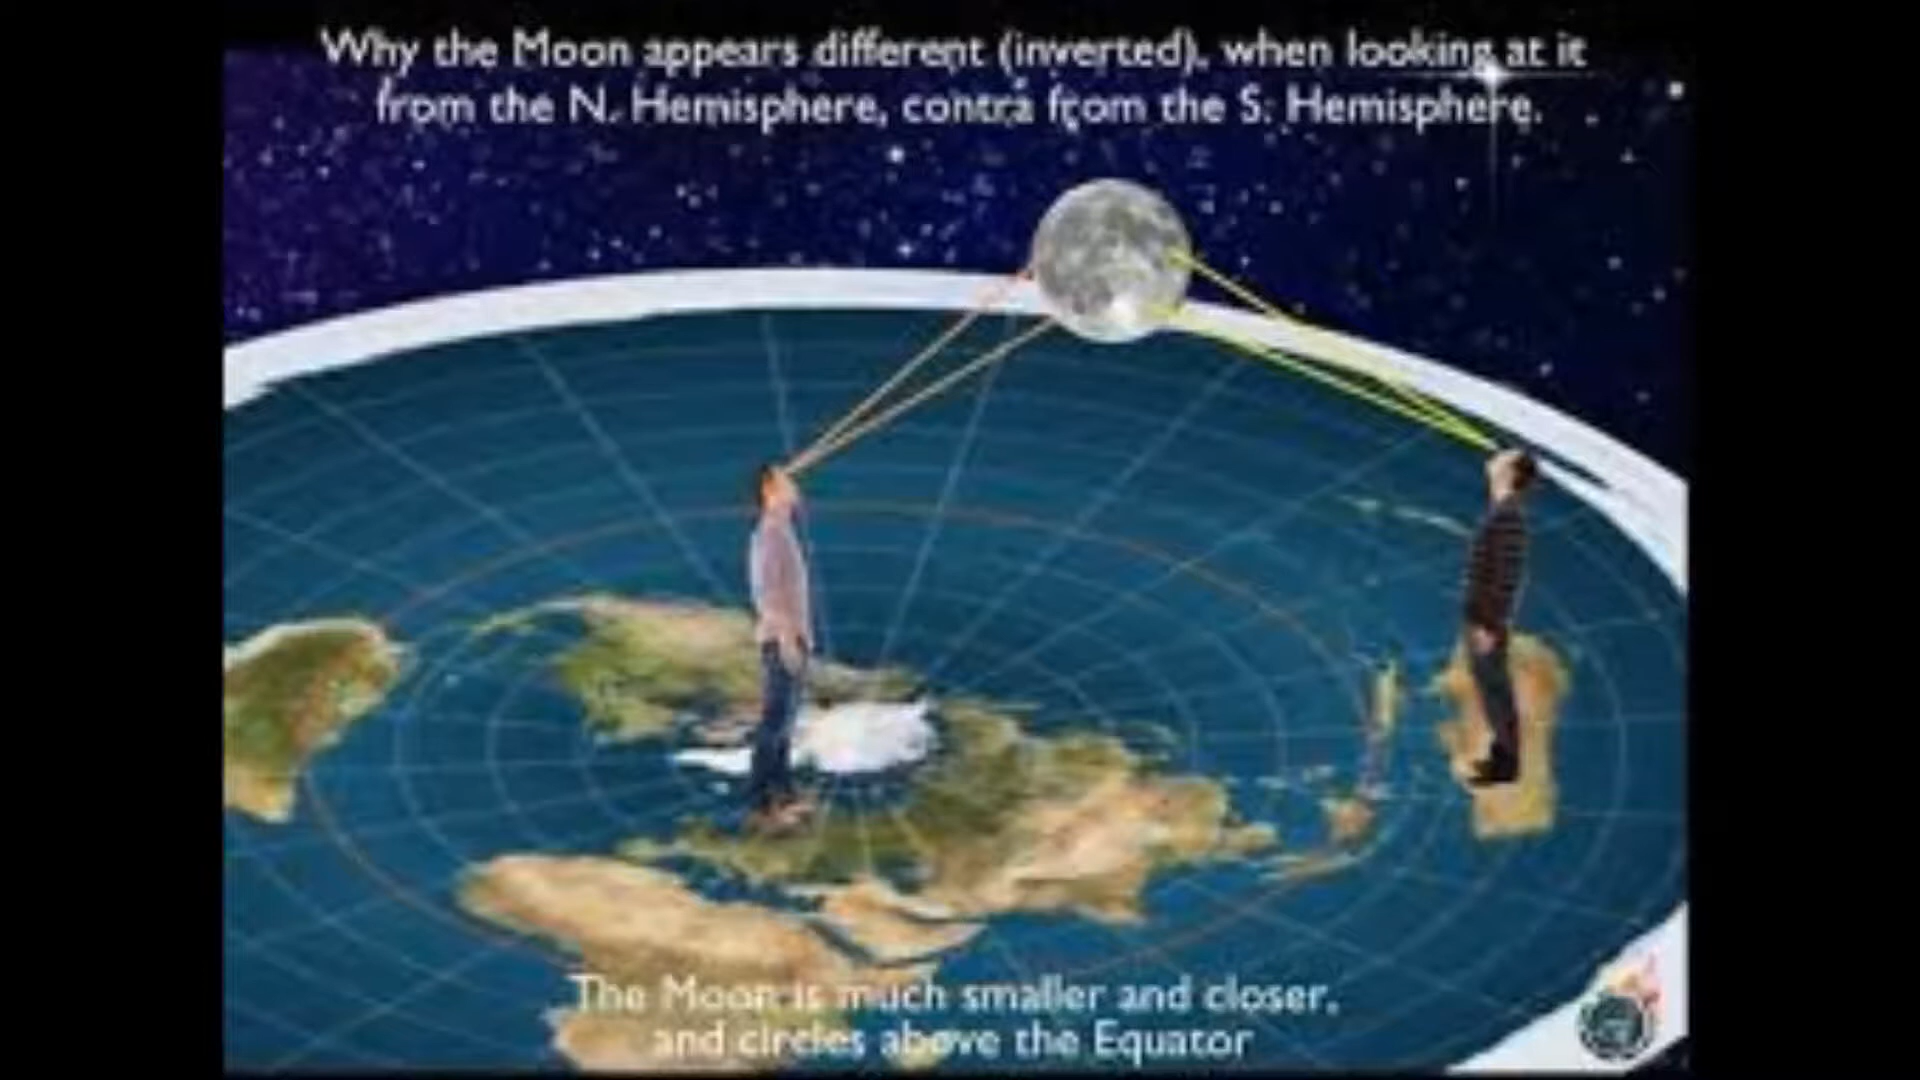 Why the Moon appears different (inverted), when looking at it
from the N. Hemisphere, contra from the S. Hemisphere.
The Moon is much smaller and closer,
and circles above the Equator